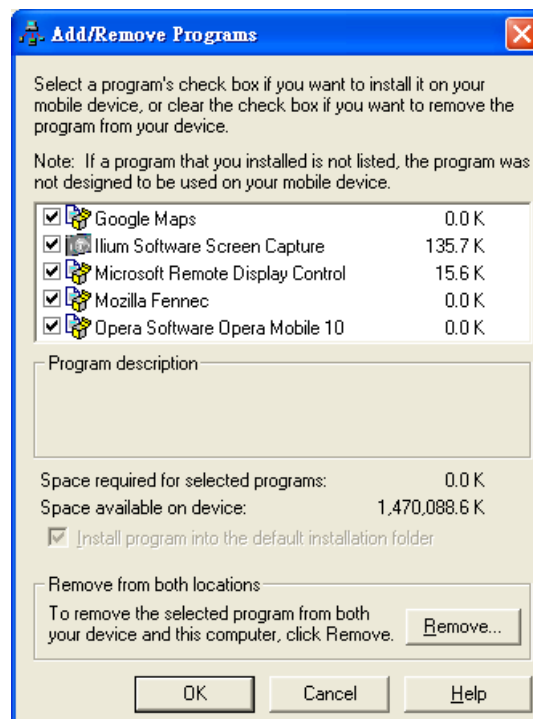 Add/Remove Programs
Select a program's check box if you want to install it on your
mobile device, or clear the check box if you want to remove the
program from your device.
Note: If a program that you installed is not listed, the program was
not designed to be used on your mobile device.
Google Maps 0.0 K
Ilium Software Screen Capture 135.7 K
Microsoft Remote Display Control 15.6 K
Mozilla Fennec 0.0 K
Opera Software Opera Mobile 10 0.0 K
Program description
Space required for selected programs: 0.0 K
Space available on device: 1,470,088.6 K
Install program into the default installation folder
Remove from both locations
To remove the selected program from both
your device and this computer, click Remove.
Remove...
OK Cancel Help